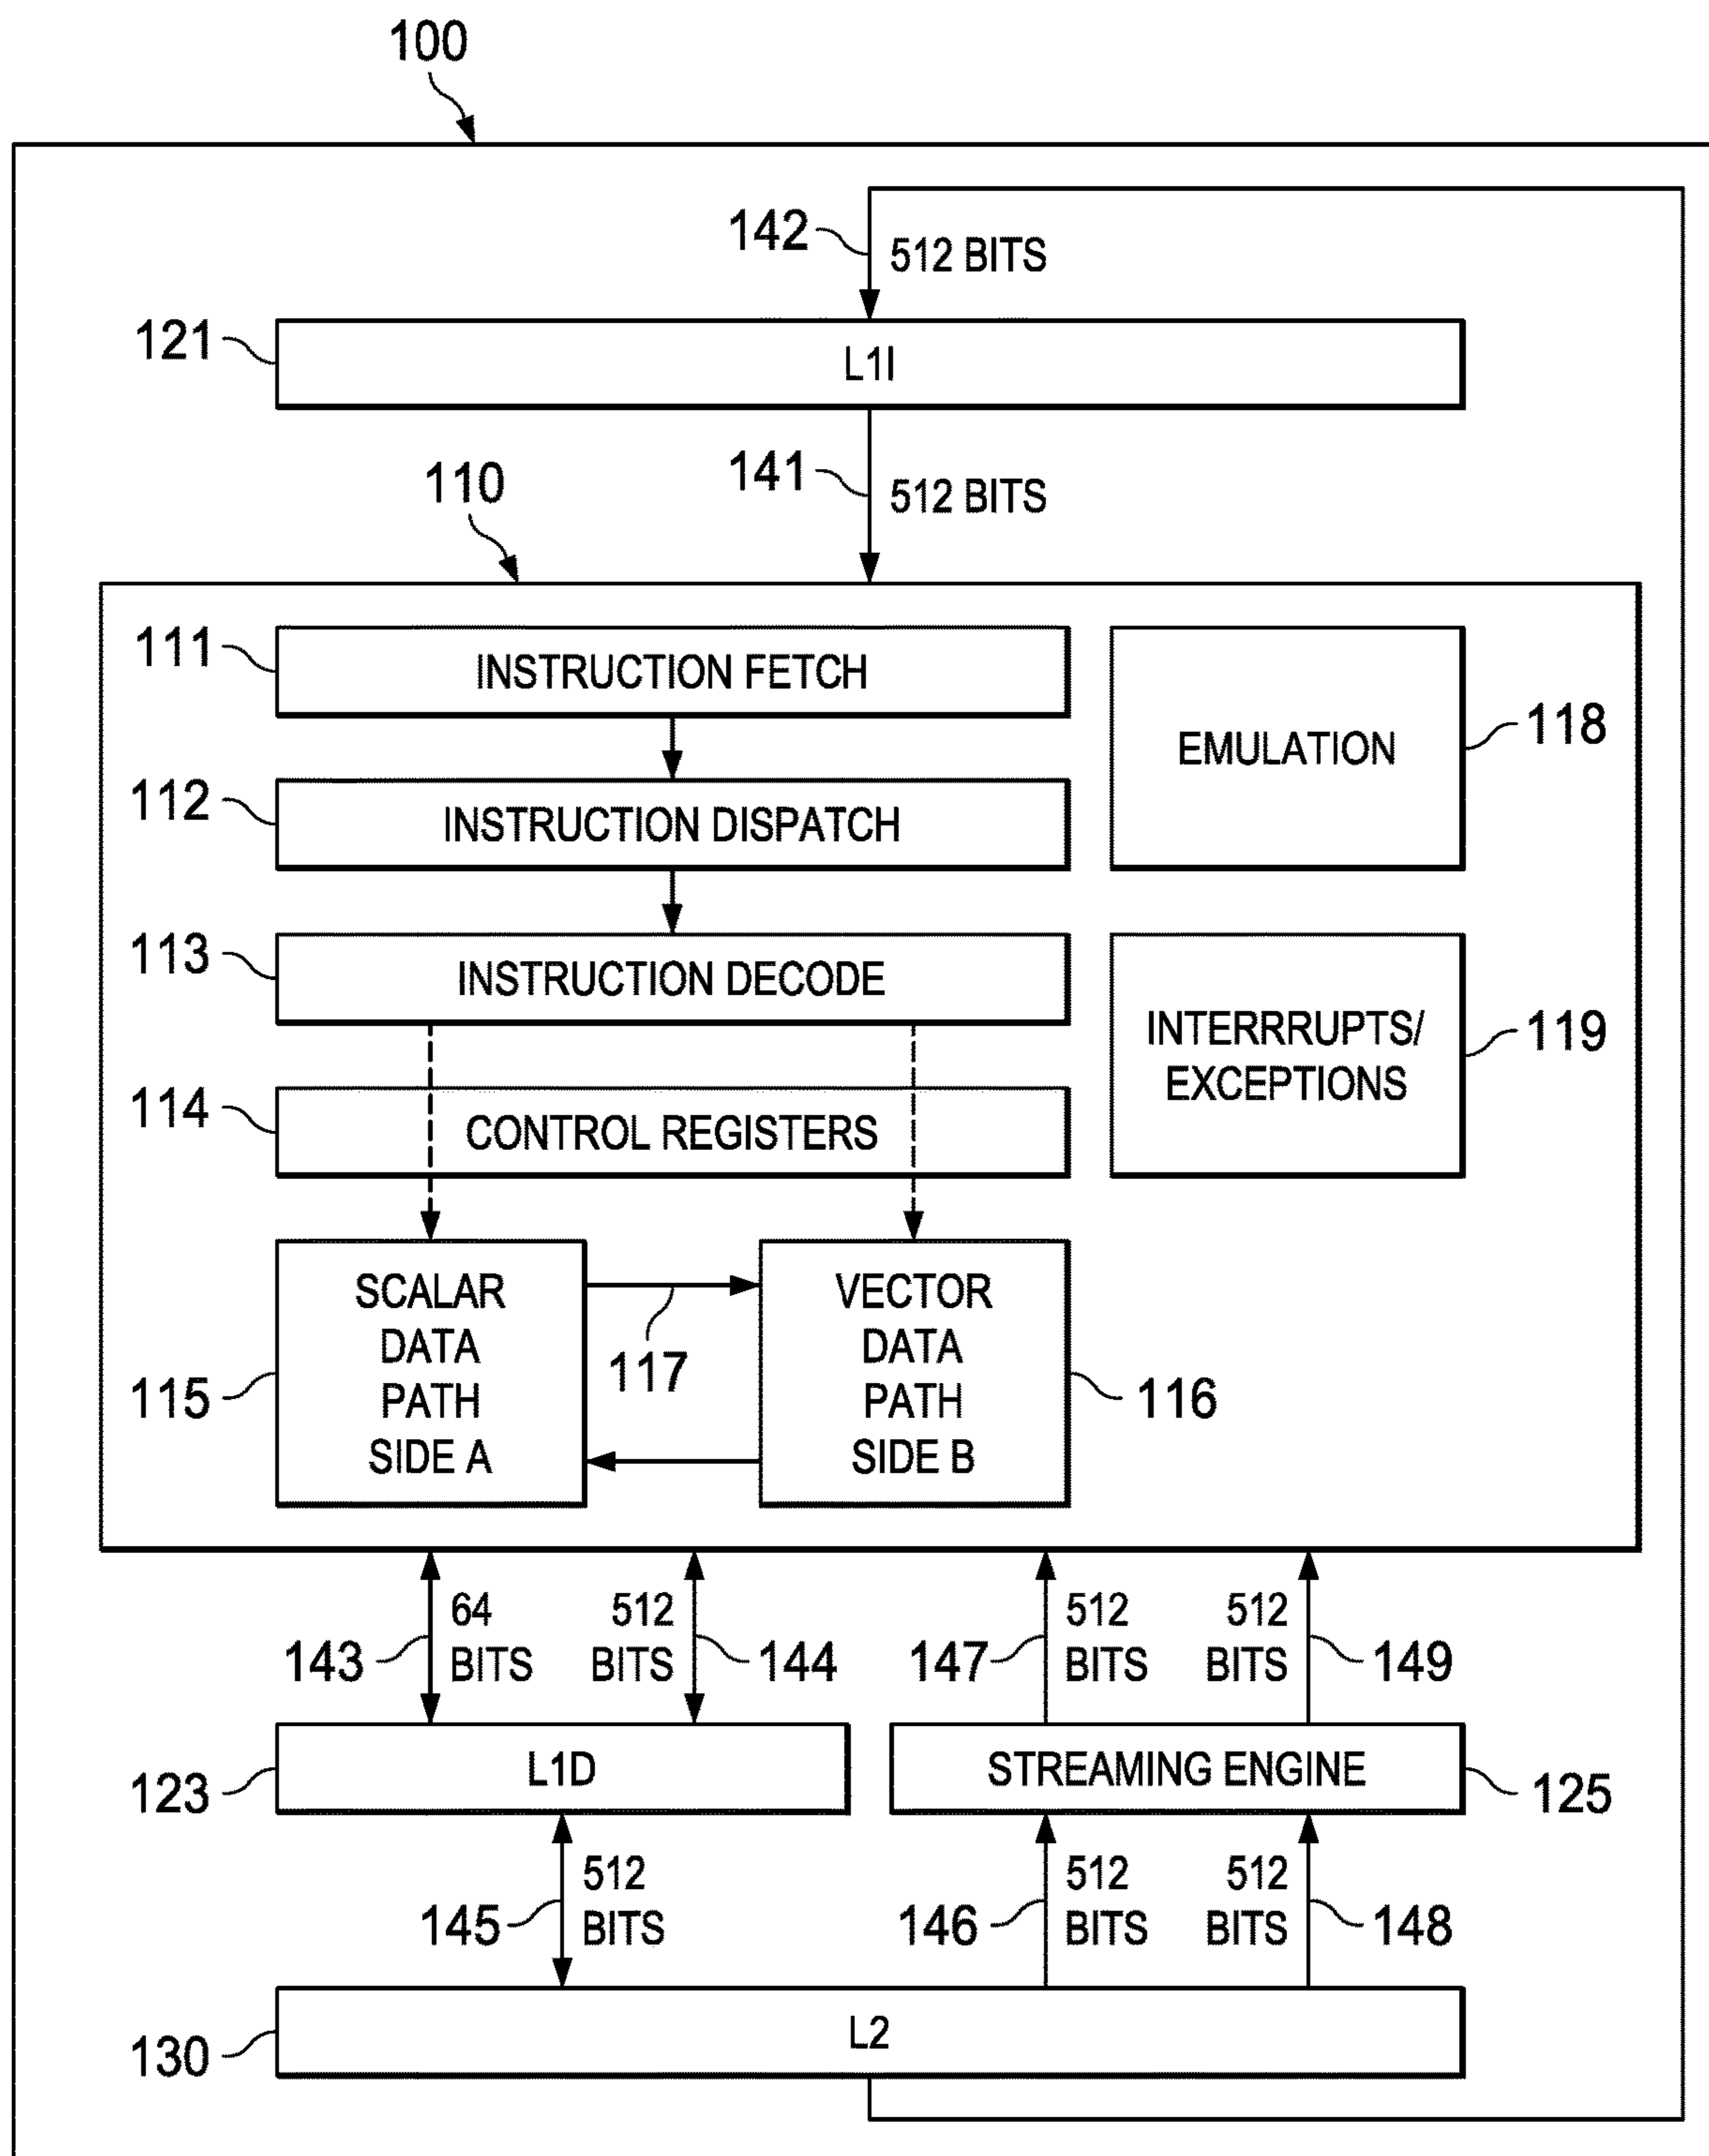 100
142
512 BITS
121
L1I
141
512 BITS
110
111
INSTRUCTION FETCH
118
EMULATION
112
INSTRUCTION DISPATCH
113
INSTRUCTION DECODE
119
INTERRRUPTS/
EXCEPTIONS
114
CONTROL REGISTERS
115
SCALAR
DATA
PATH
SIDE A
117
VECTOR
DATA
PATH
SIDE B
116
143
64
BITS
512
BITS
144
147
512
BITS
512
BITS
149
123
L1D
STREAMING ENGINE
125
145
512
BITS
146
512
BITS
512
BITS
148
130
L2